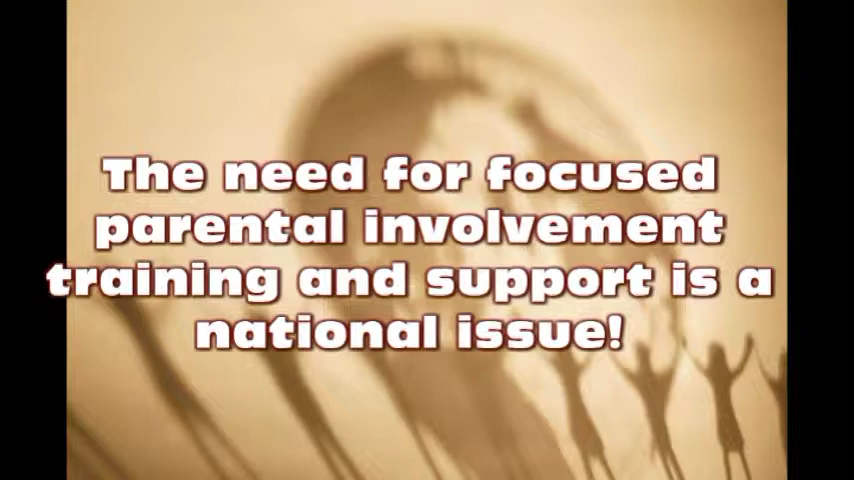 The need for focused
parental involvement
training and support is a
national issue!